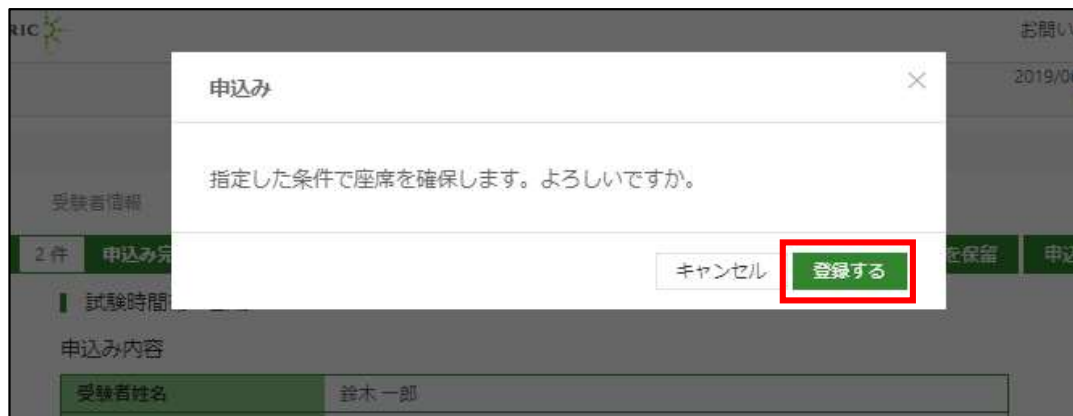 RIC
お問い
2019/0
申込み
指定した条件で座席を確保します。よろしいですか。
受験者情報
2 件 申込み完
を保留 申込
キャンセル 登録する
試験時間
申込み内容
受験者姓名 鈴木 一郎